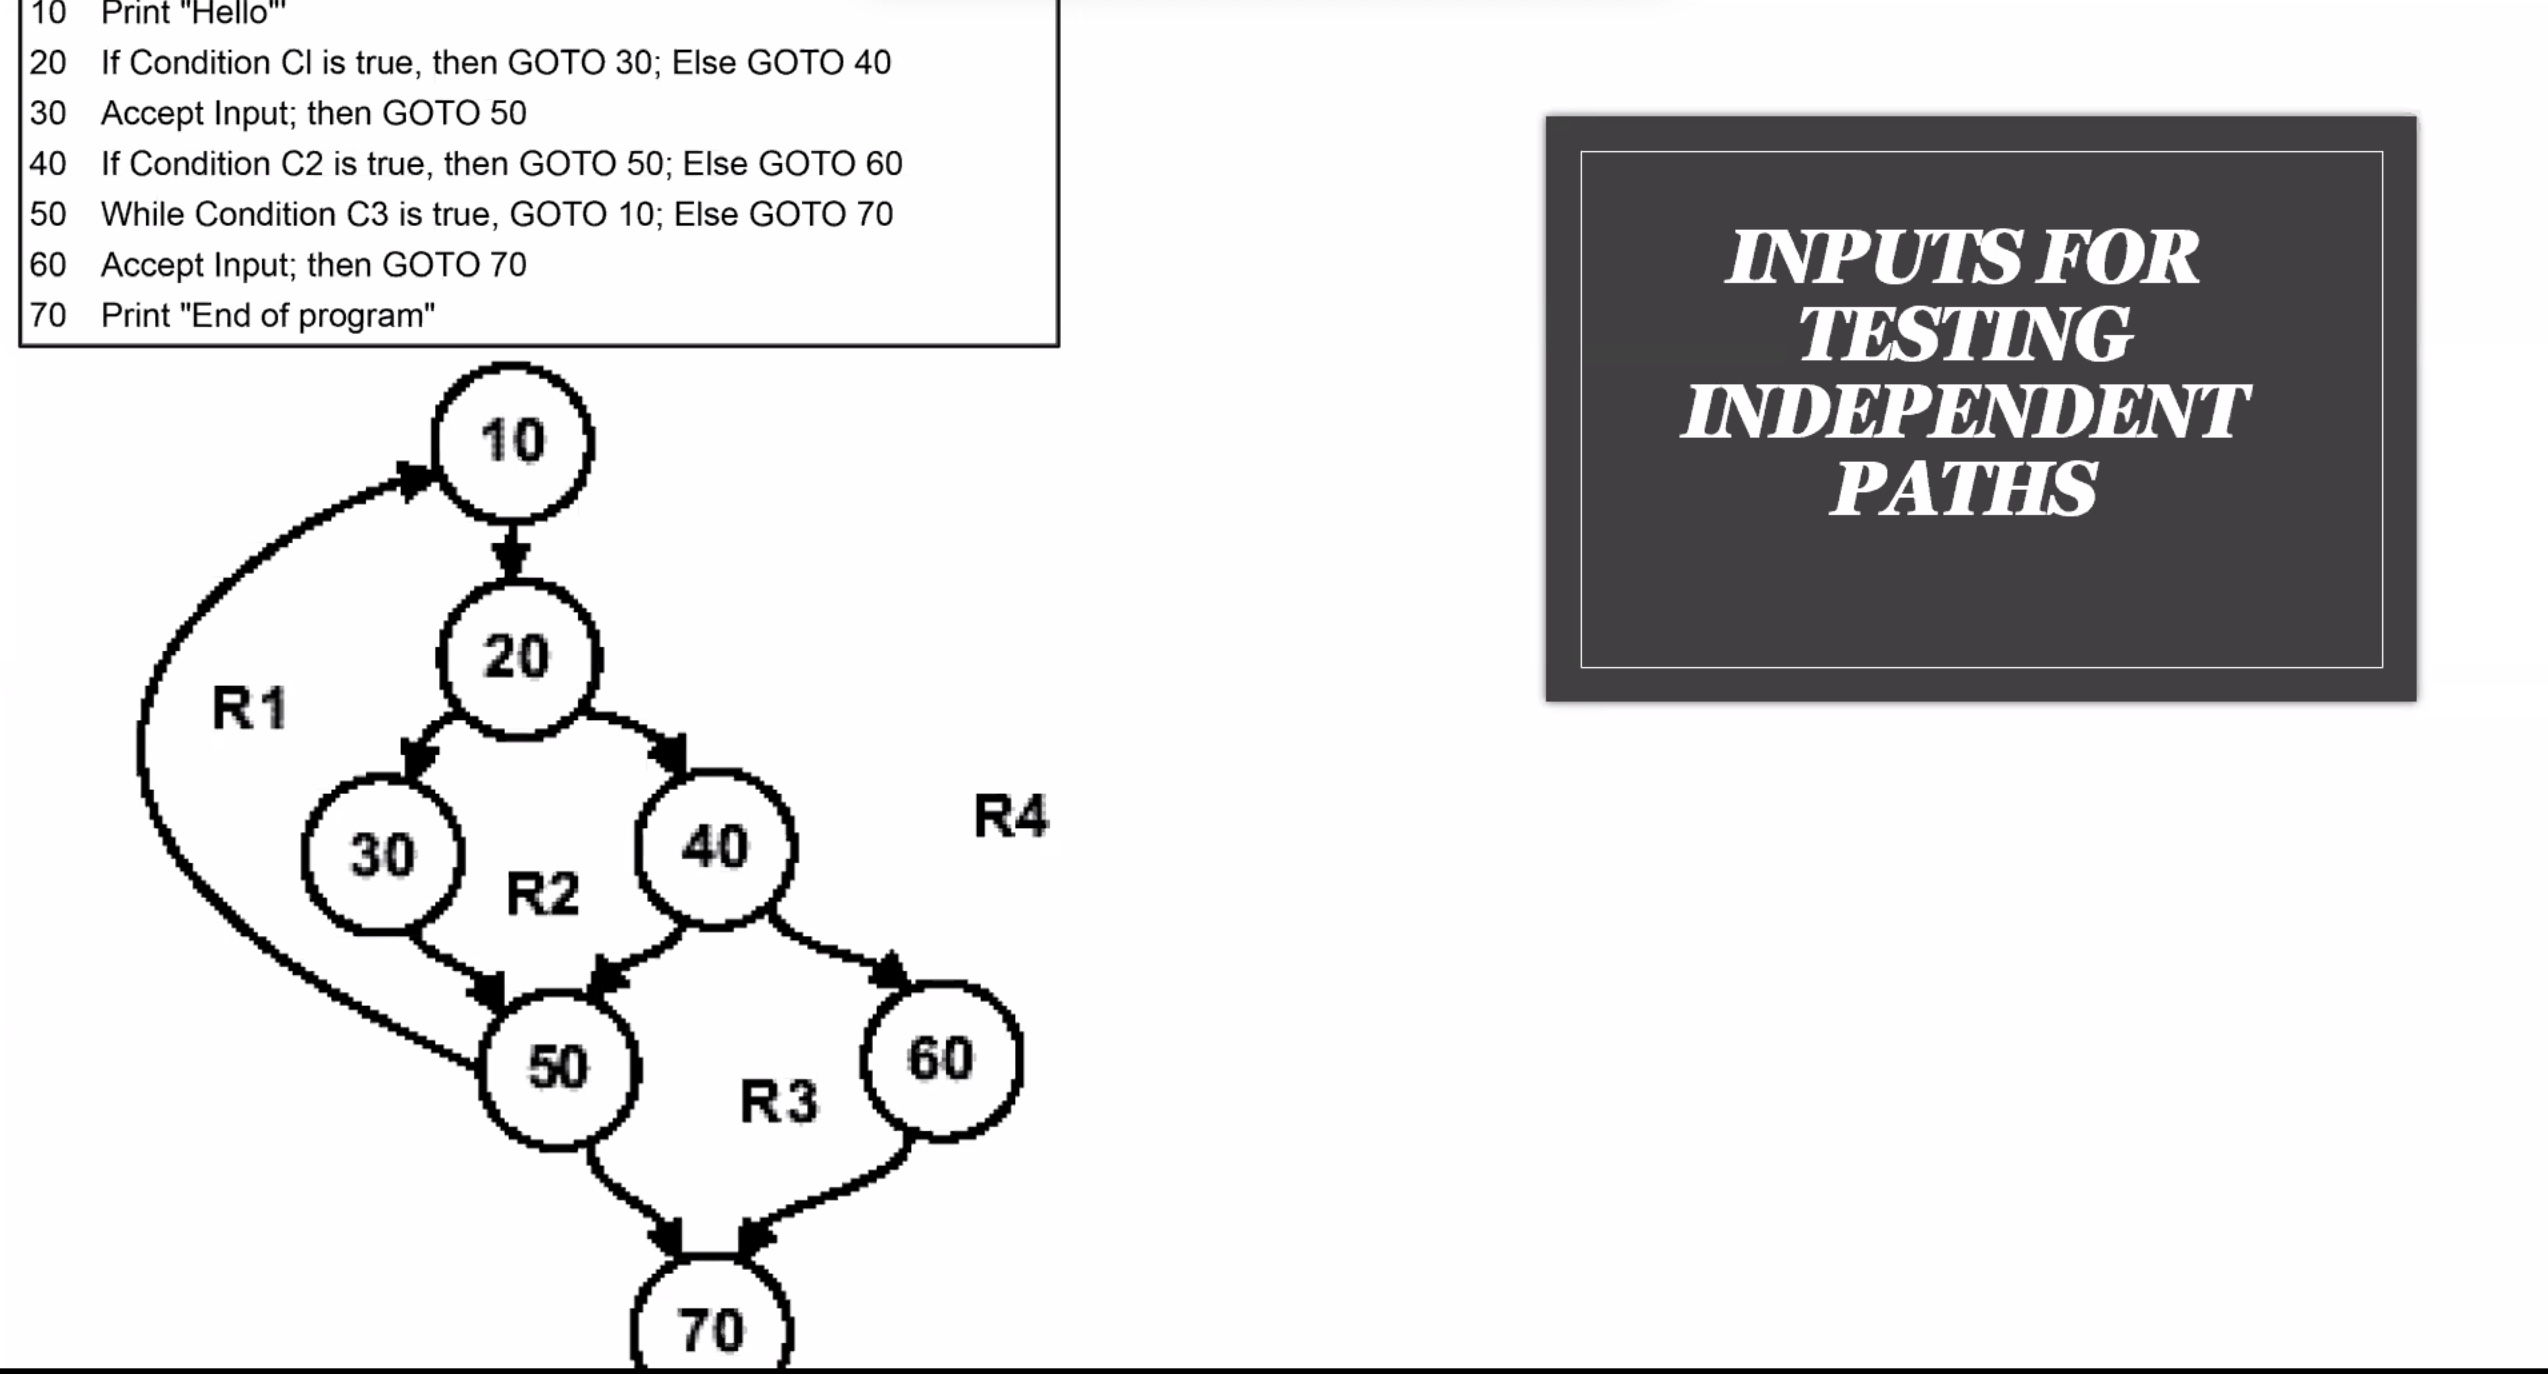 10 Print "Hello"'
20 If Condition Cl is true, then GOTO 30; Else GOTO 40
30 Accept Input; then GOTO 50
40 If Condition C2 is true, then GOTO 50; Else GOTO 60
50 While Condition C3 is true, GOTO 10; Else GOTO 70
60 Accept Input; then GOTO 70
70 Print "End of program"
INPUTS FOR
TESTING
INDEPENDENT
PATHS
10
20
R1
30
40
R4
R2
50
60
R3
70